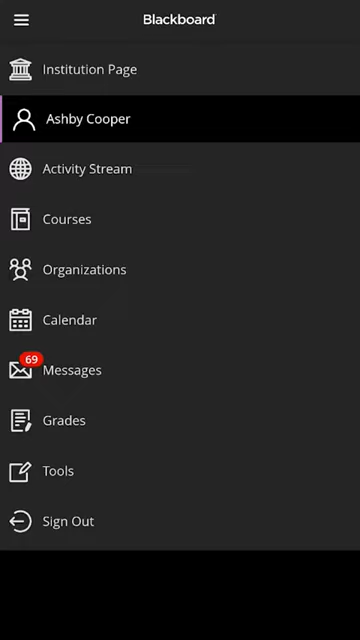 Blackboard
Institution Page
Ashby Cooper
Activity Stream
Courses
Organizations
Calendar
69
Messages
Grades
Tools
Sign Out